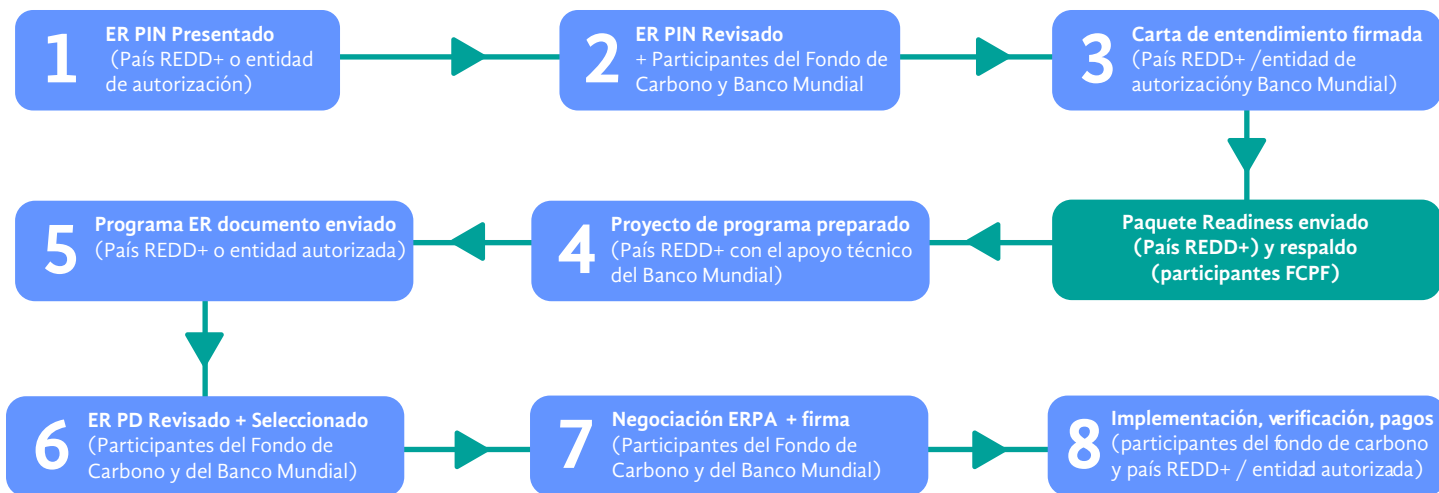 1
ER PIN Presentado
(País REDD+ o entidad
de autorización)
2
ER PIN Revisado
+ Participantes del Fondo de
Carbono y Banco Mundial
3
Carta de entendimiento firmada
(País REDD+ /entidad de
autorizacióny Banco Mundial)
Paquete Readiness enviado
(País REDD+) y respaldo
(participantes FCPF)
4
Proyecto de programa preparado
(País REDD+ con el apoyo técnico
del Banco Mundial)
5
Programa ER documento enviado
(País REDD+ o entidad autorizada)
6
ER PD Revisado + Seleccionado
(Participantes del Fondo de
Carbono y del Banco Mundial)
7
Negociación ERPA + firma
(Participantes del Fondo de
Carbono y del Banco Mundial)
8
Implementación, verificación, pagos
(participantes del fondo de carbono
y país REDD+ / entidad autorizada)